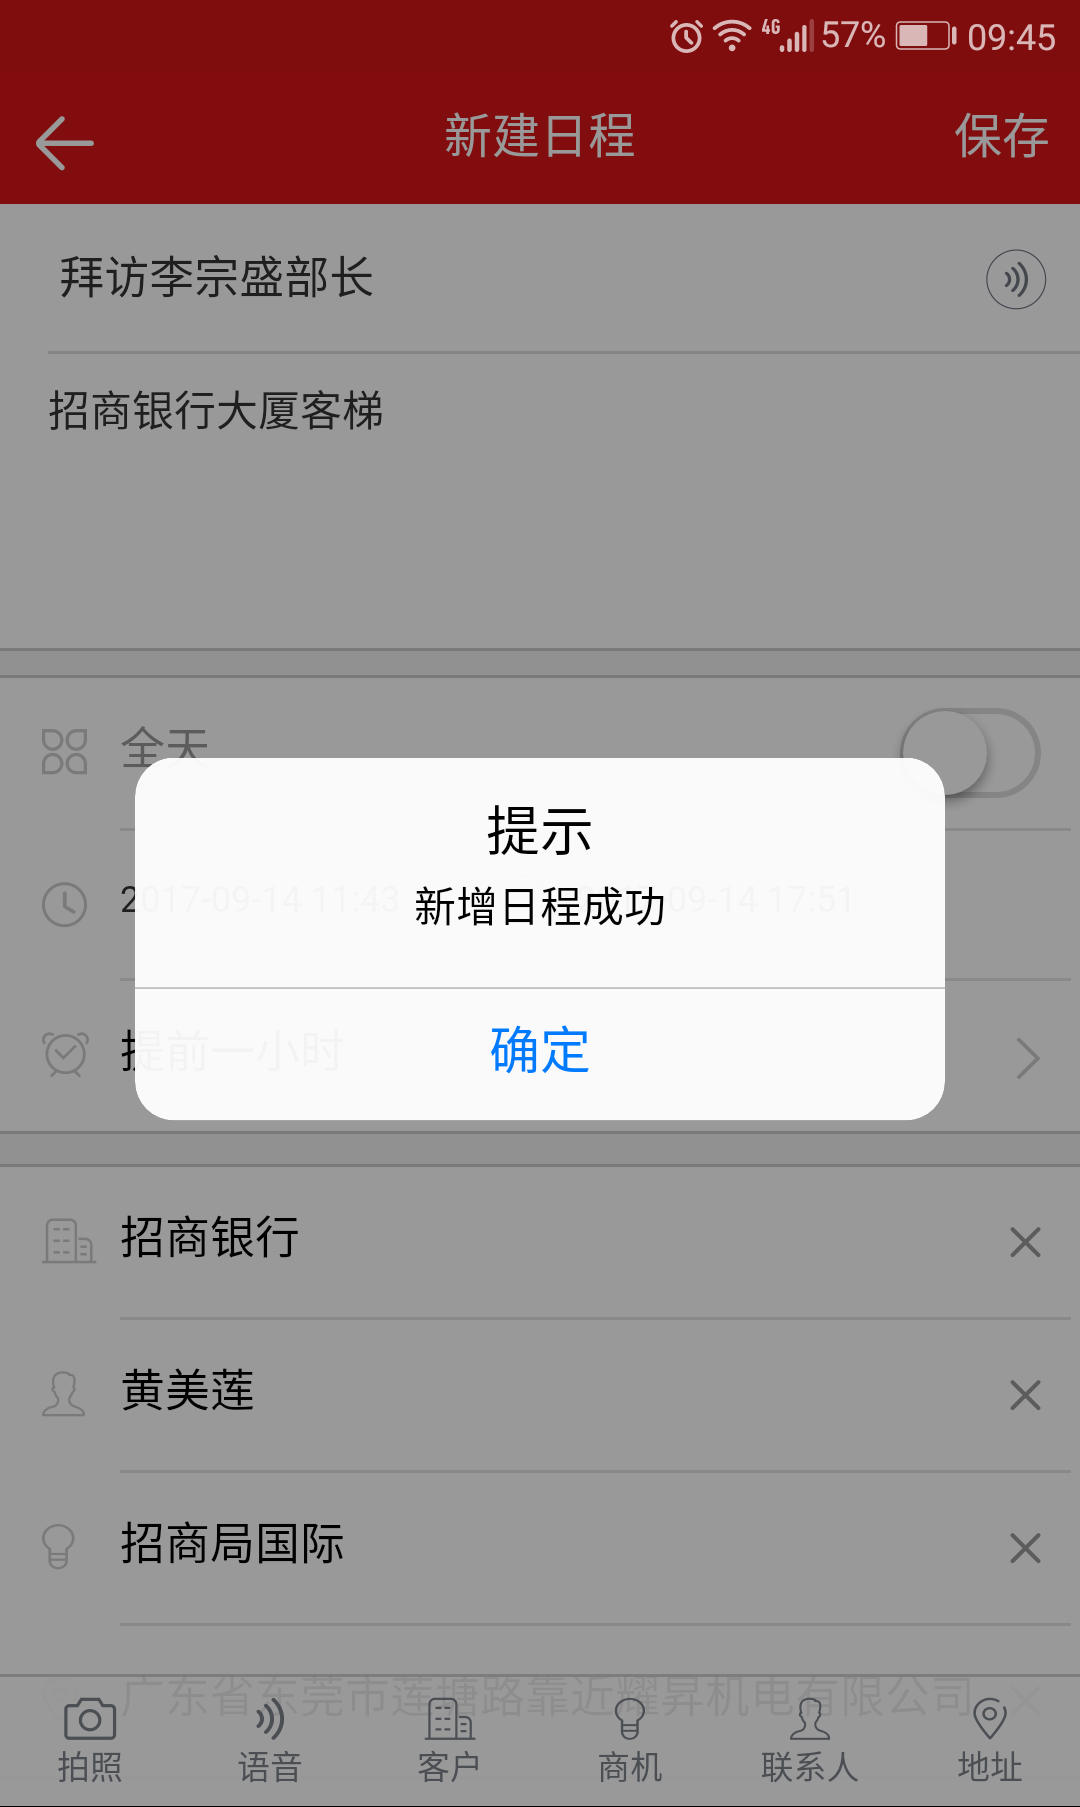 4G 57% 09:45
新建日程 保存
拜访李宗盛部长
招商银行大厦客梯
全天
提示
2017-09-14 11:43 09-14 17:51
新增日程成功
提前一小时
确定
招商银行
黄美莲
招商局国际
广东省东莞市莲塘路靠近耀昇机电有限公司
拍照 语音 客户 商机 联系人 地址